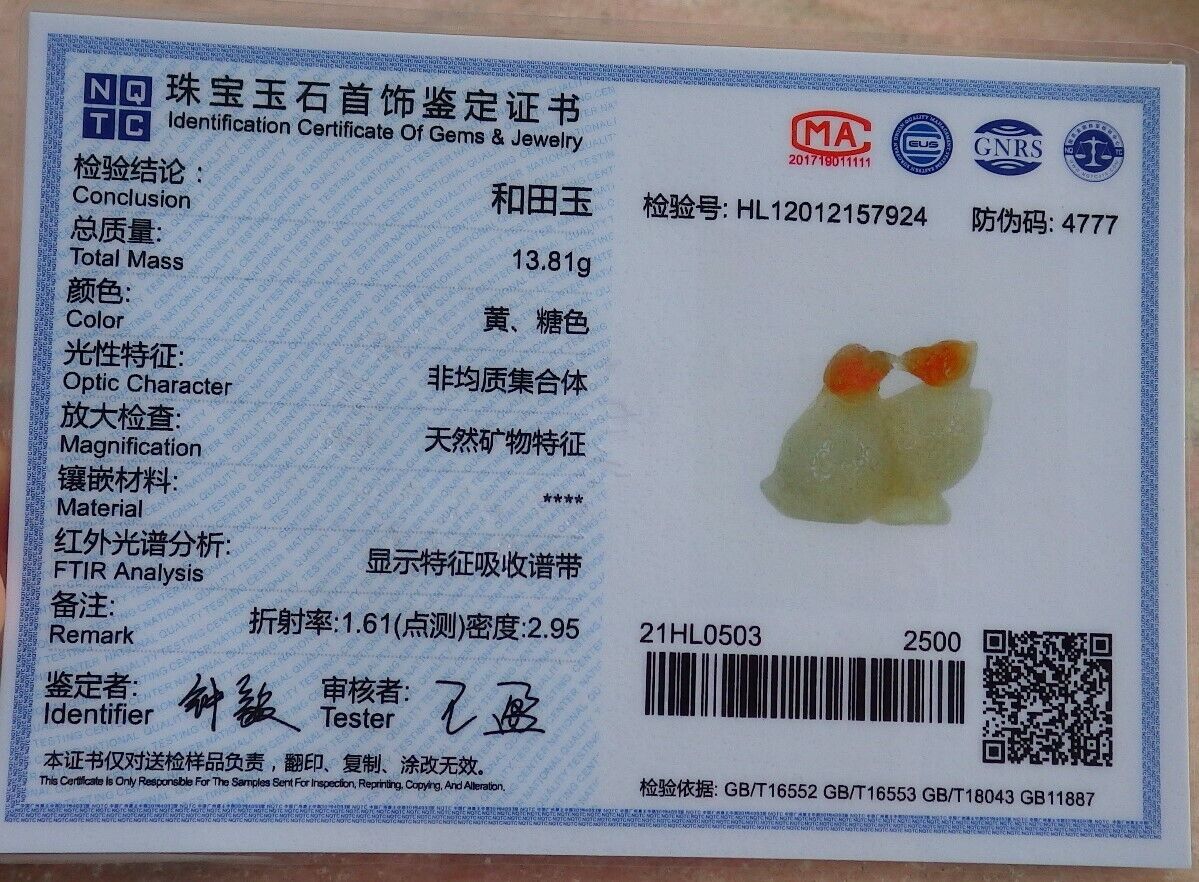 NQ
TC
珠宝玉石首饰鉴定证书
Identification Certificate Of Gems & Jewelry
检验结论：
Conclusion
和田玉
总质量:
Total Mass
13.81g
颜色:
Color
黄、糖色
光性特征:
Optic Character
非均质集合体
放大检查:
Magnification
天然矿物特征
镶嵌材料:
Material
****
红外光谱分析:
FTIR Analysis
显示特征吸收谱带
备注:
Remark
折射率:1.61(点测)密度:2.95
鉴定者:
Identifier
审核者:
Tester
本证书仅对送检样品负责，翻印、复制、涂改无效。
This Certificate Is Only Responsible For The Samples Sent For Inspection, Reprinting, Copying, And Alteration.
MA
201719011111
EUS
GNRS
检验号: HL12012157924
防伪码: 4777
21HL0503
2500
检验依据: GB/T16552 GB/T16553 GB/T18043 GB11887